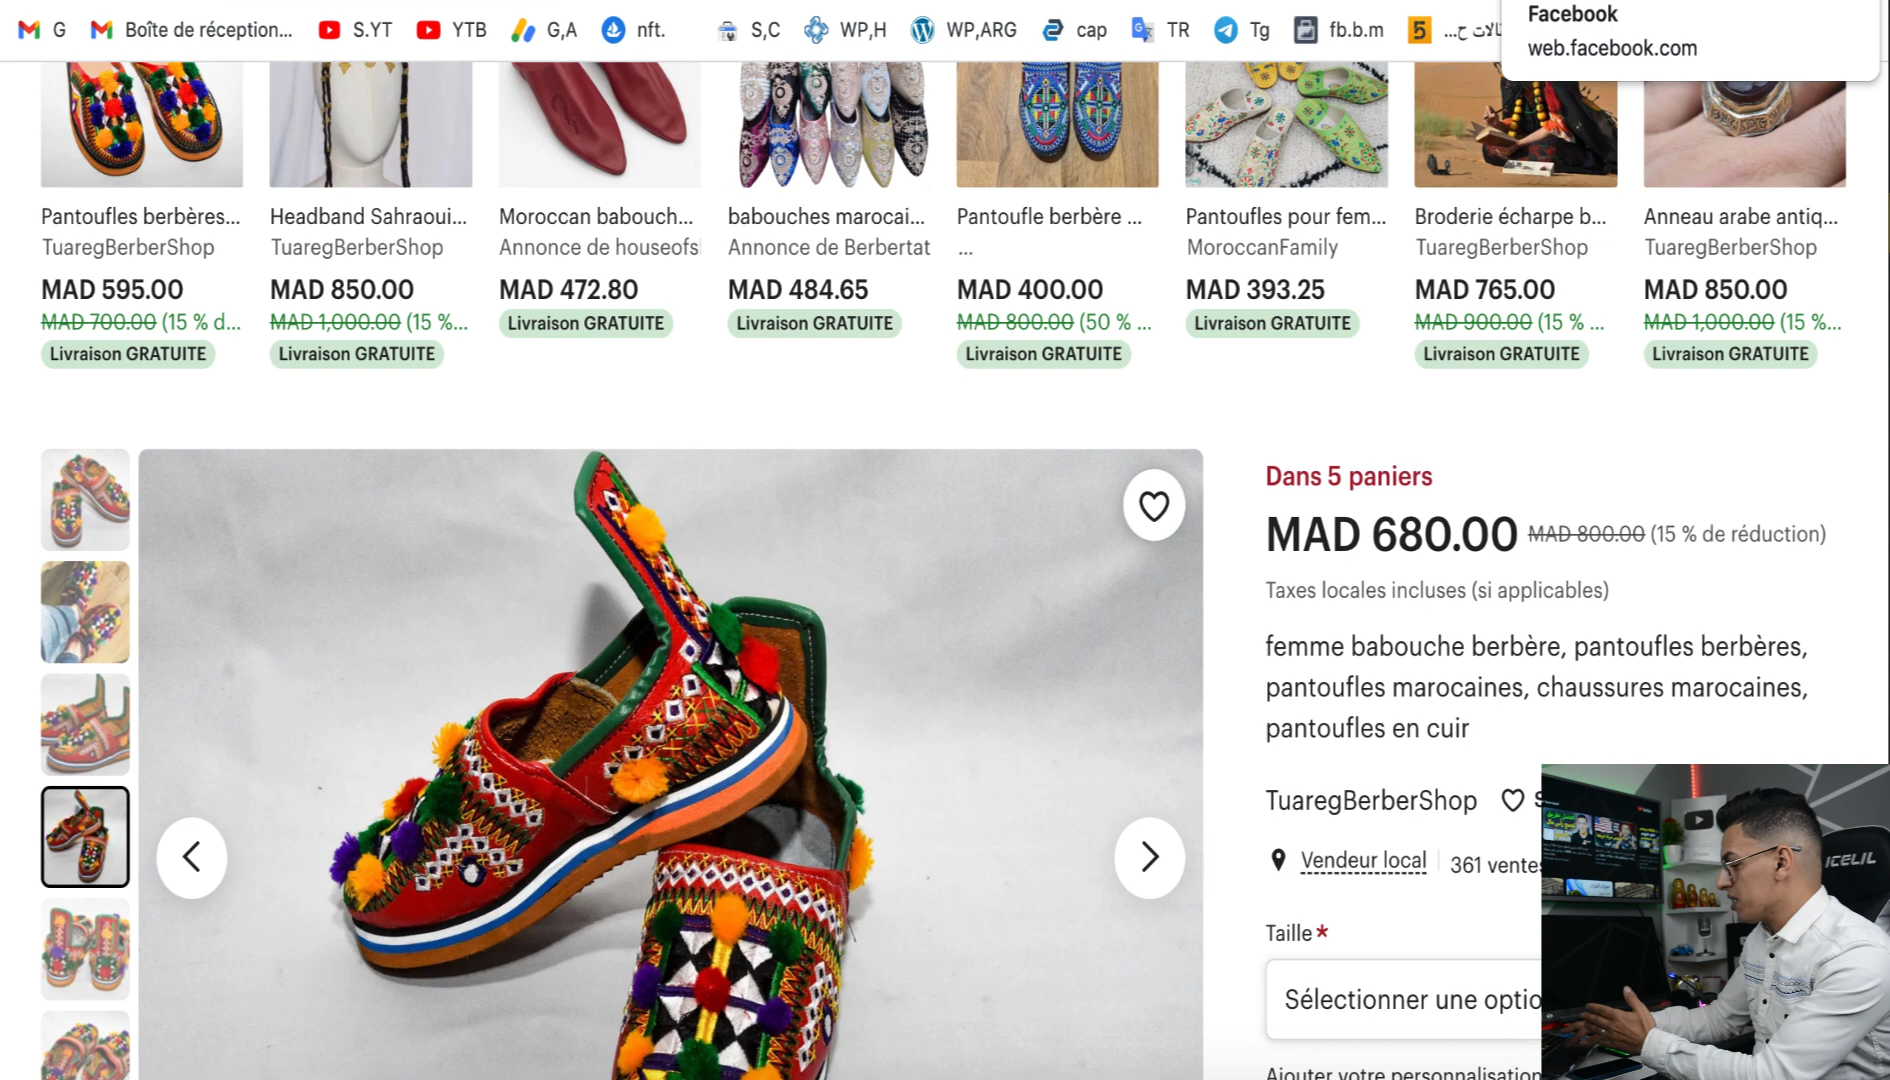 G
Boîte de réception...
S.YT
YTB
G,A
nft.
S,C
WP,H
WP,ARG
cap
TR
Tg
fb.b.m
Facebook
web.facebook.com
Pantoufles berbères...
TuaregBerberShop
MAD 595.00
MAD 700.00 (15 % d...
Livraison GRATUITE
Headband Sahraoui...
TuaregBerberShop
MAD 850.00
MAD 1,000.00 (15 %...
Livraison GRATUITE
Moroccan babouch...
Annonce de houseofs
MAD 472.80
Livraison GRATUITE
babouches marocai...
Annonce de Berbertat
MAD 484.65
Livraison GRATUITE
Pantoufle berbère ...
...
MAD 400.00
MAD 800.00 (50 % ...
Livraison GRATUITE
Pantoufles pour fem...
MoroccanFamily
MAD 393.25
Livraison GRATUITE
Broderie écharpe b...
TuaregBerberShop
MAD 765.00
MAD 900.00 (15 % ...
Livraison GRATUITE
Anneau arabe antiq...
TuaregBerberShop
MAD 850.00
MAD 1,000.00 (15 %...
Livraison GRATUITE
Dans 5 paniers
MAD 680.00 MAD 800.00 (15 % de réduction)
Taxes locales incluses (si applicables)
femme babouche berbère, pantoufles berbères,
pantoufles marocaines, chaussures marocaines,
pantoufles en cuir
TuaregBerberShop
Vendeur local
361 ventes
Taille *
Sélectionner une optio
Ajouter votre personnalisation